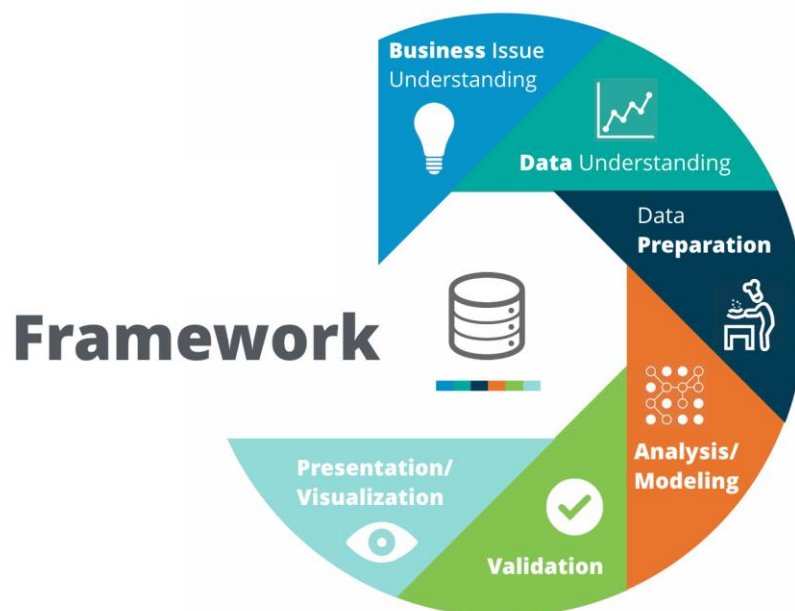 Business Issue
Understanding
Data Understanding
Data
Preparation
Framework
Analysis/
Modeling
Presentation/
Visualization
Validation